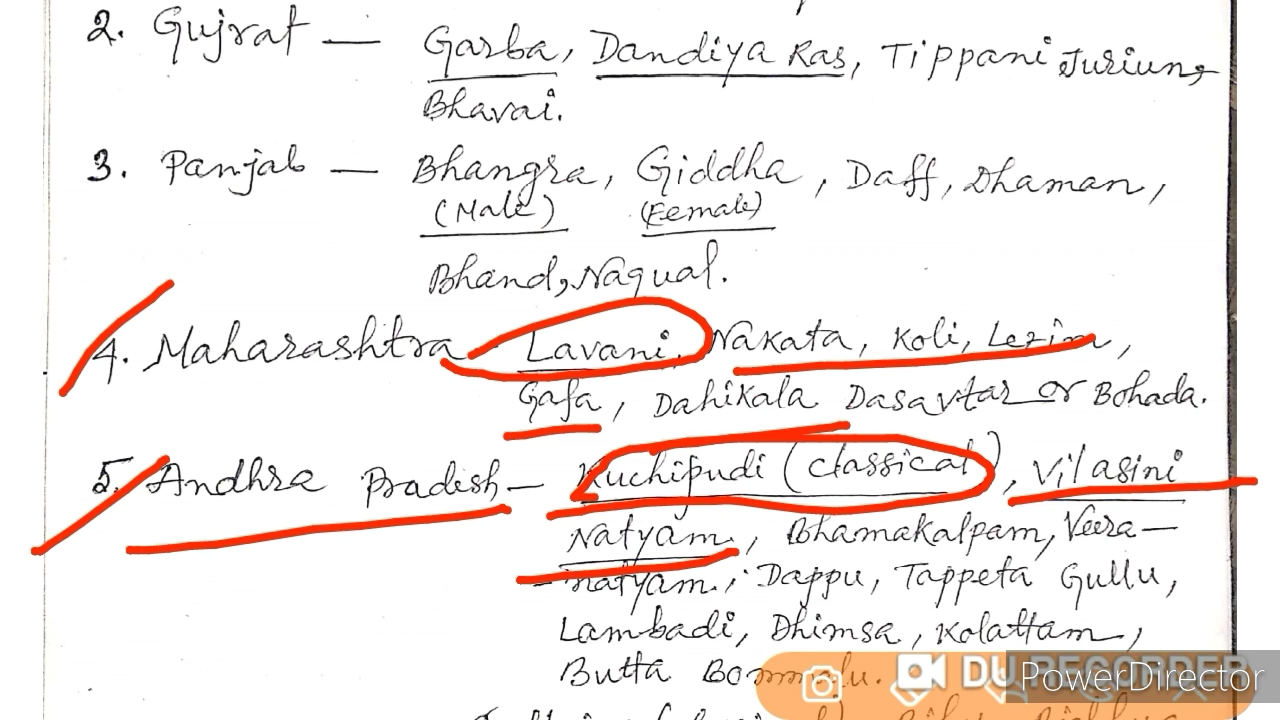 2. Gujrat — Garba, Dandiya Ras, Tippani Juriun,
Bhavai.
3. Panjab — Bhangra, Giddha, Daff, Dhaman,
(Male) (Female)
Bhand, Naqual.
4. Maharashtra - Lavani, Nakata, Koli, Lezim,
Gafa, Dahikala Dasavtar or Bohada.
5. Andhra Pradesh — Kuchipudi (classical), Vilasini
Natyam, Bhamakalpam, Veera-
natyam, Dappu, Tappeta Gullu,
Lambadi, Dhimsa, Kolattam,
Butta Bommalu.
DU RECORDER
PowerDirector